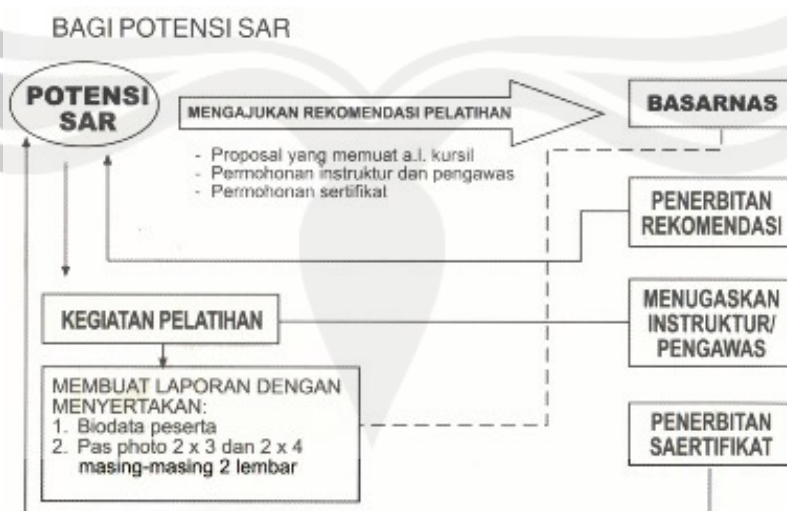 BAGI POTENSI SAR
POTENSI
SAR
MENGAJUKAN REKOMENDASI PELATIHAN
BASARNAS
- Proposal yang memuat a.l. kursil
- Permohonan instruktur dan pengawas
- Permohonan sertifikat
PENERBITAN
REKOMENDASI
KEGIATAN PELATIHAN
MENUGASKAN
INSTRUKTUR/
PENGAWAS
MEMBUAT LAPORAN DENGAN
MENYERTAKAN:
1. Biodata peserta
2. Pas photo 2 x 3 dan 2 x 4
masing-masing 2 lembar
PENERBITAN
SAERTIFIKAT